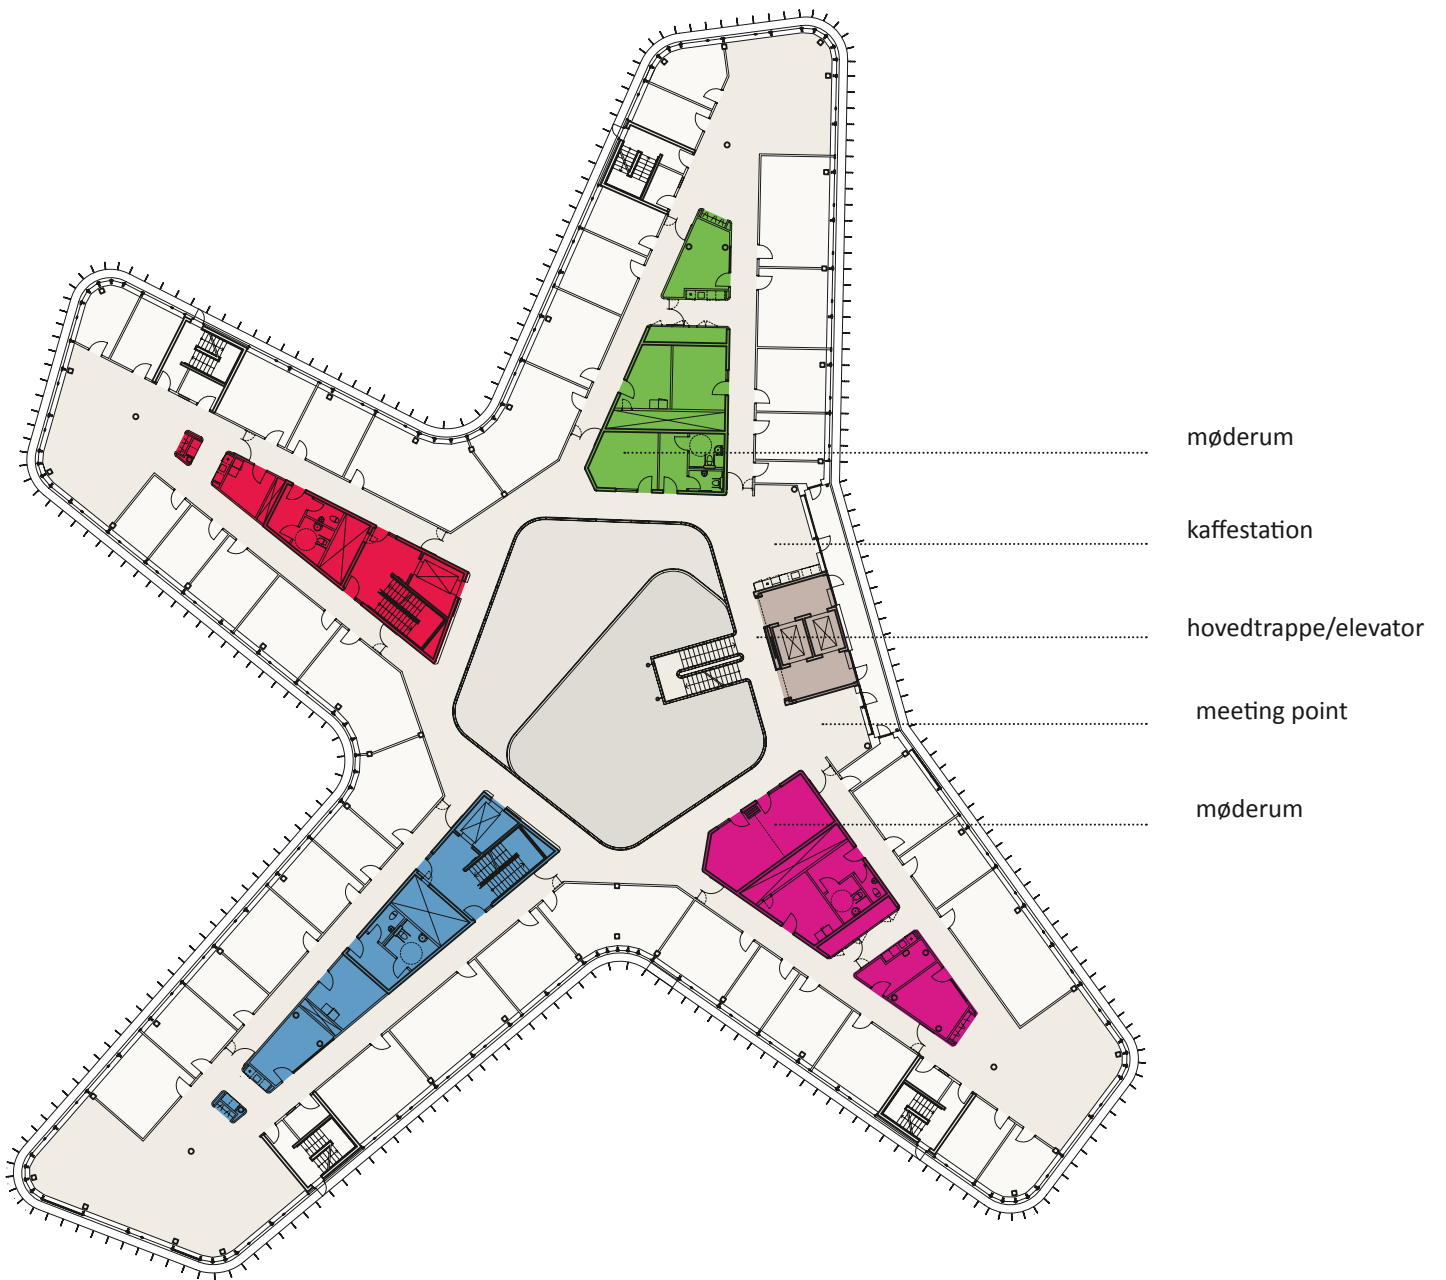 møderum
kaffestation
hovedtrappe/elevator
meeting point
møderum